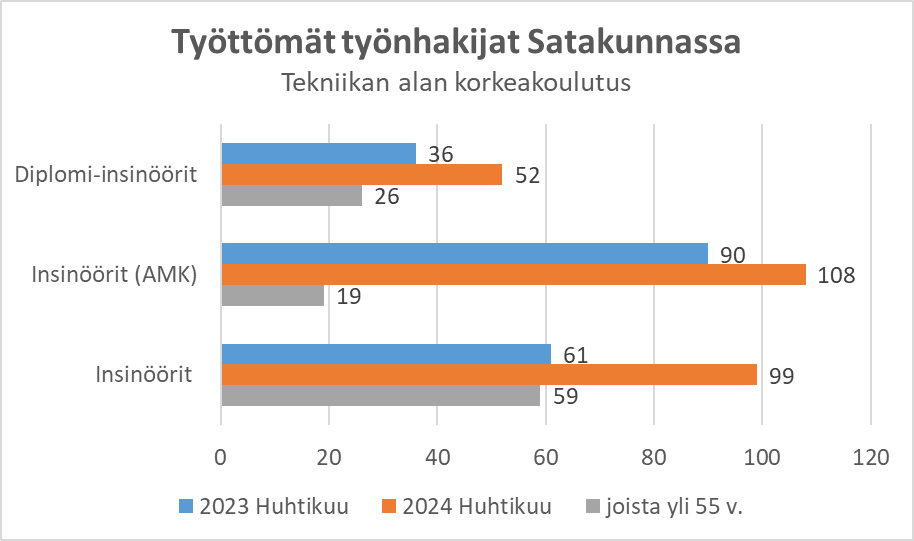 Työttömät työnhakijat Satakunnassa
Tekniikan alan korkeakoulutus
Diplomi-insinöörit
36
52
26
Insinöörit (AMK)
90
108
19
Insinöörit
61
99
59
0 20 40 60 80 100 120
2023 Huhtikuu 2024 Huhtikuu joista yli 55 v.